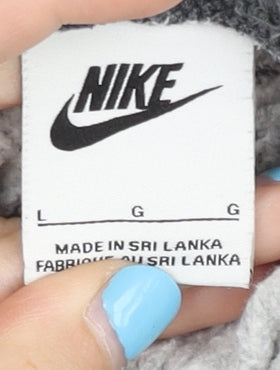 NIKE
L G G
MADE IN SRI LANKA
FABRIQUE AU SRI LANKA